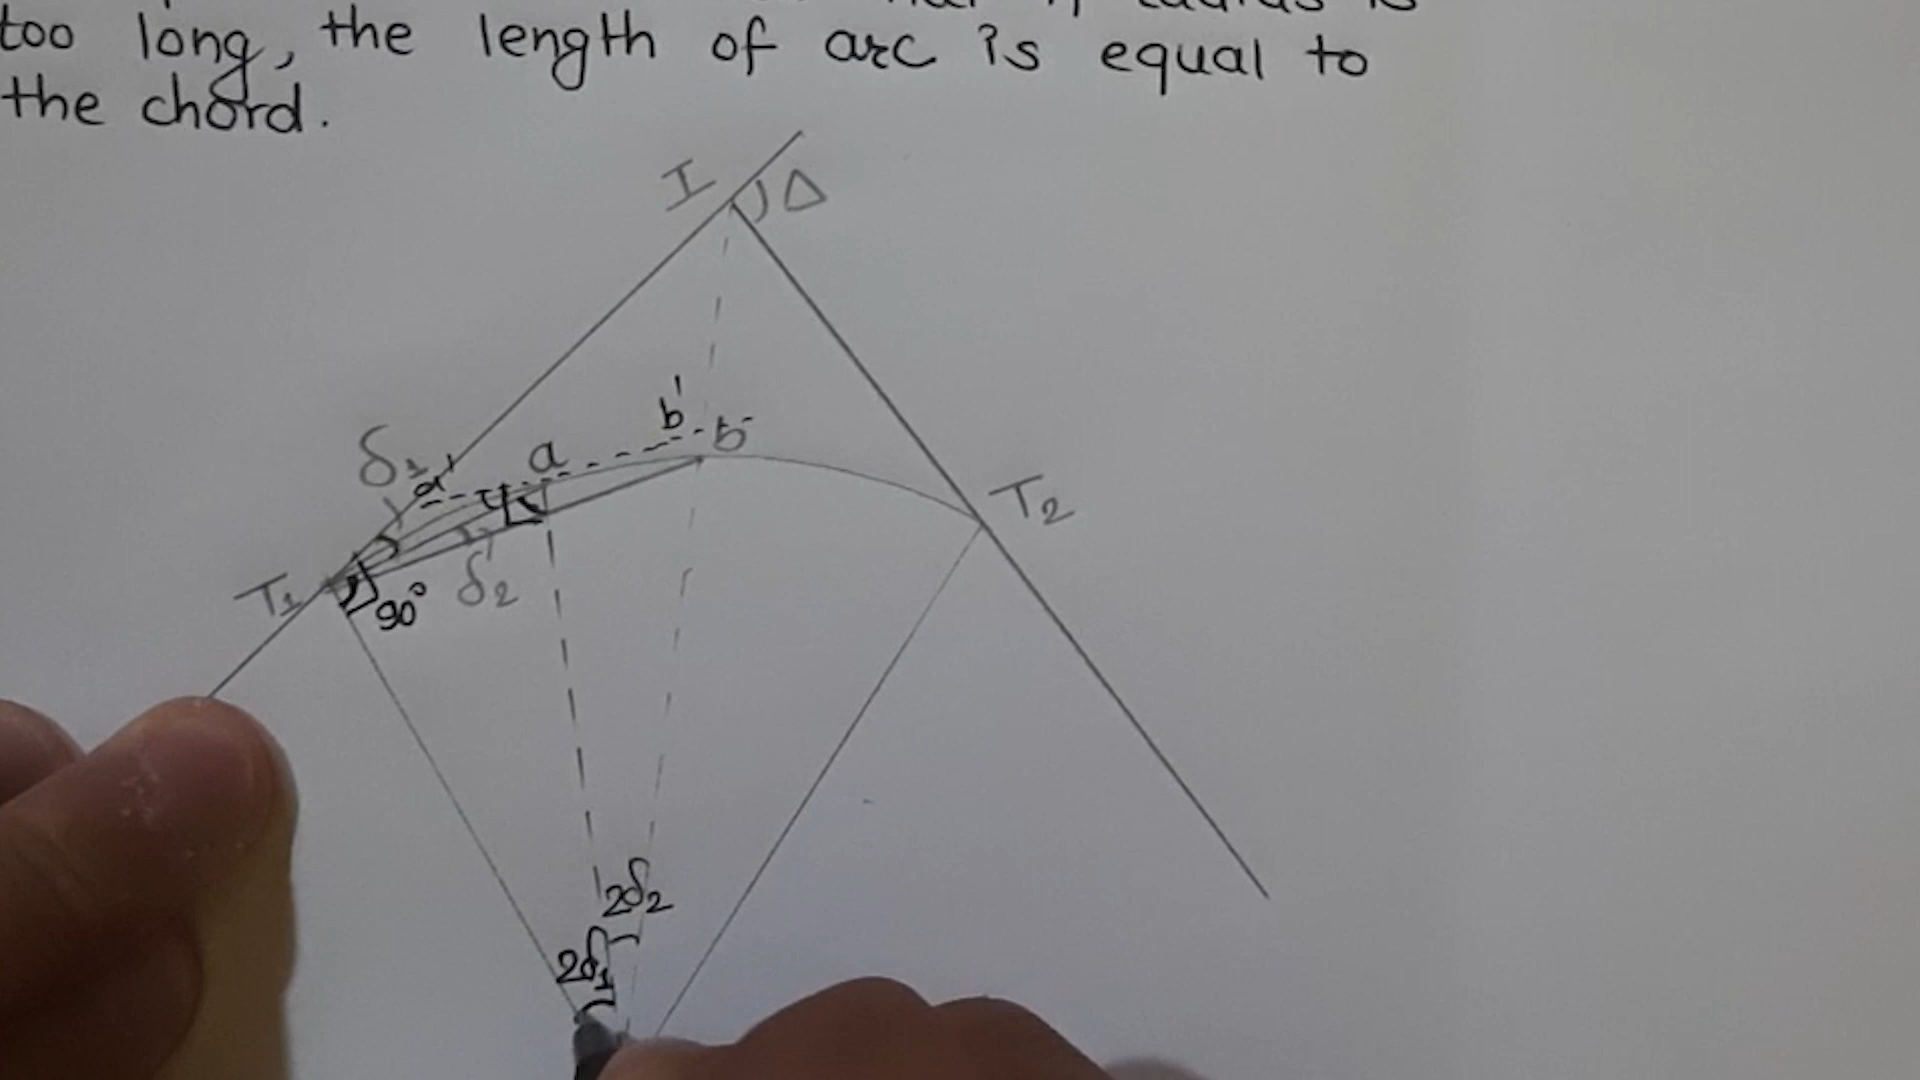 too long, the length of arc is equal to
the chord.
I Δ
b'
δ1 a' a b
T2
T1 90° δ2
2δ2
2δ1